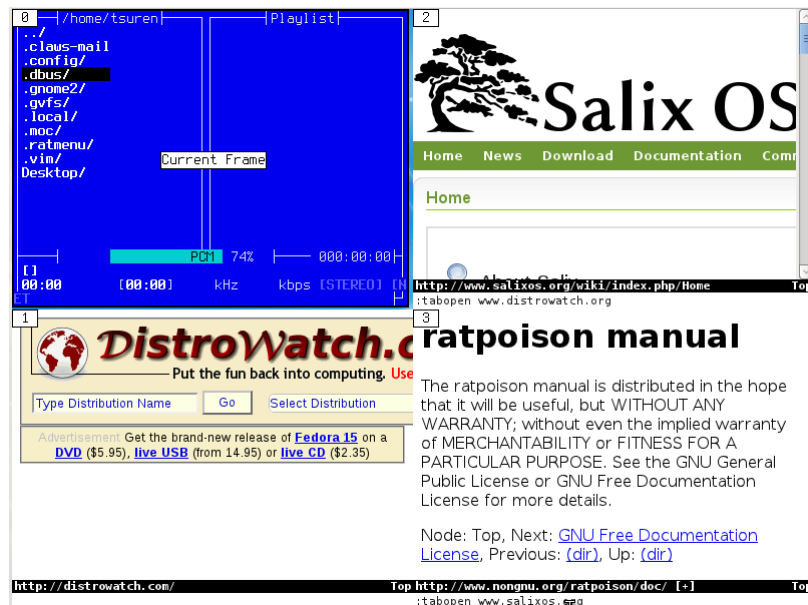 0 /home/tsuren Playlist
../
.claws-mail
.config/
.dbus/
.gnome2/
.gvfs/
.local/
.moc/
.ratmenu/
.vim/
Desktop/
Current Frame
PCM 74% 000:00:00
[]
00:00 [00:00] kHz kbps [STEREO] [N
ET
2
Salix OS
Home News Download Documentation Comm
Home
About Salix
http://www.salixos.org/wiki/index.php/Home Top
:tabopen www.distrowatch.org
1
DistroWatch.c
Put the fun back into computing. Use
Type Distribution Name Go Select Distribution
Advertisement Get the brand-new release of Fedora 15 on a
DVD ($5.95), live USB (from 14.95) or live CD ($2.35)
http://distrowatch.com/ Top
3
ratpoison manual
The ratpoison manual is distributed in the hope
that it will be useful, but WITHOUT ANY
WARRANTY; without even the implied warranty
of MERCHANTABILITY or FITNESS FOR A
PARTICULAR PURPOSE. See the GNU General
Public License or GNU Free Documentation
License for more details.
Node: Top, Next: GNU Free Documentation
License, Previous: (dir), Up: (dir)
http://www.nongnu.org/ratpoison/doc/ [+] Top
:tabopen www.salixos.